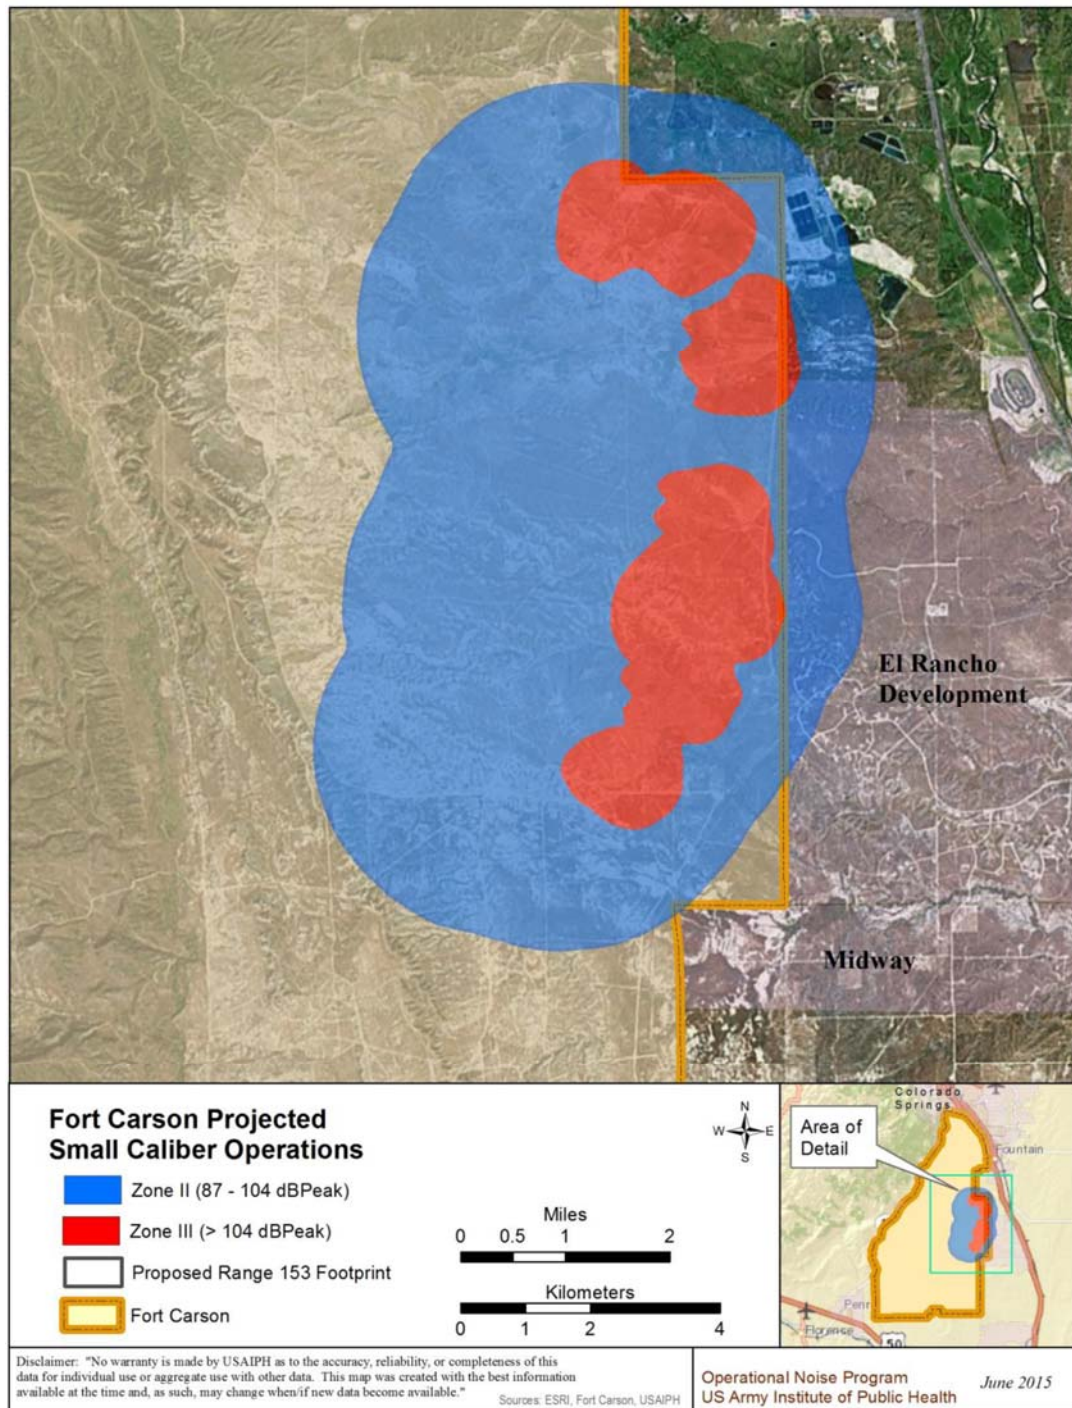 El Rancho
Development
Midway
Fort Carson Projected
Small Caliber Operations
Zone II (87 - 104 dBPeak)
Zone III (> 104 dBPeak)
Proposed Range 153 Footprint
Fort Carson
N
W E
S
Miles
0 0.5 1 2
Kilometers
0 1 2 4
Colorado
Springs
Area of
Detail
Fountain
Penr
Florense
50
Disclaimer: "No warranty is made by USAIPH as to the accuracy, reliability, or completeness of this
data for individual use or aggregate use with other data. This map was created with the best information
available at the time and, as such, may change when/if new data become available."
Sources: ESRI, Fort Carson, USAIPH
Operational Noise Program
US Army Institute of Public Health
June 2015